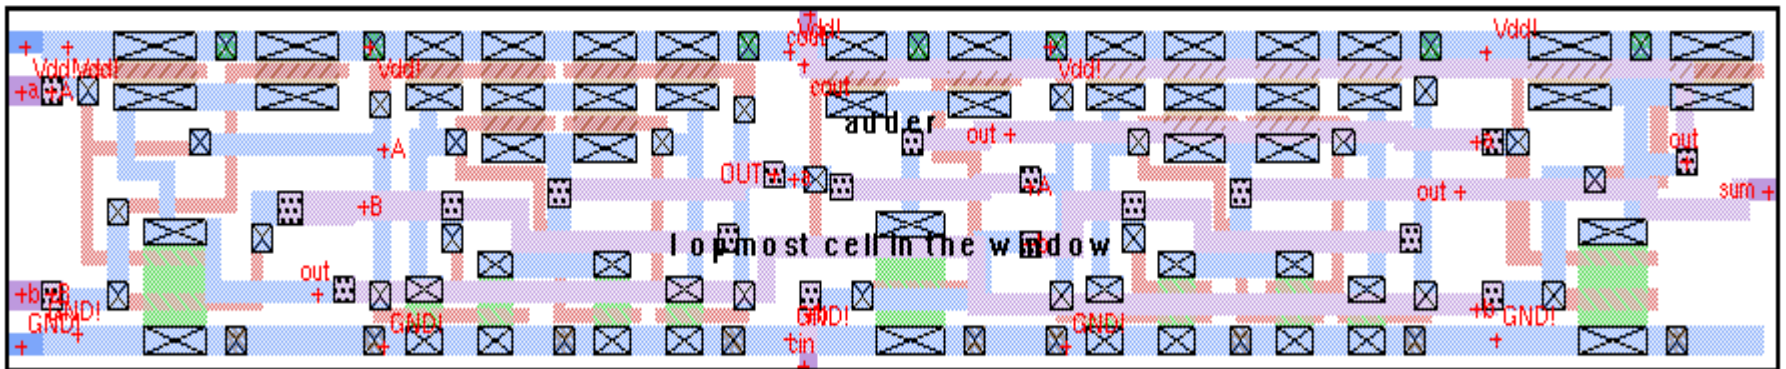 Vdd!
cout
Vdd!
Vdd!
Vdd!
Vdd!
Vdd!
a
A
cout
adder
out
a
A
out
OUT
a
A
B
out
sum
Topmost cell in the window
b
out
b
B
GND!
GND!
GND!
GND!
GND!
b
GND!
cin